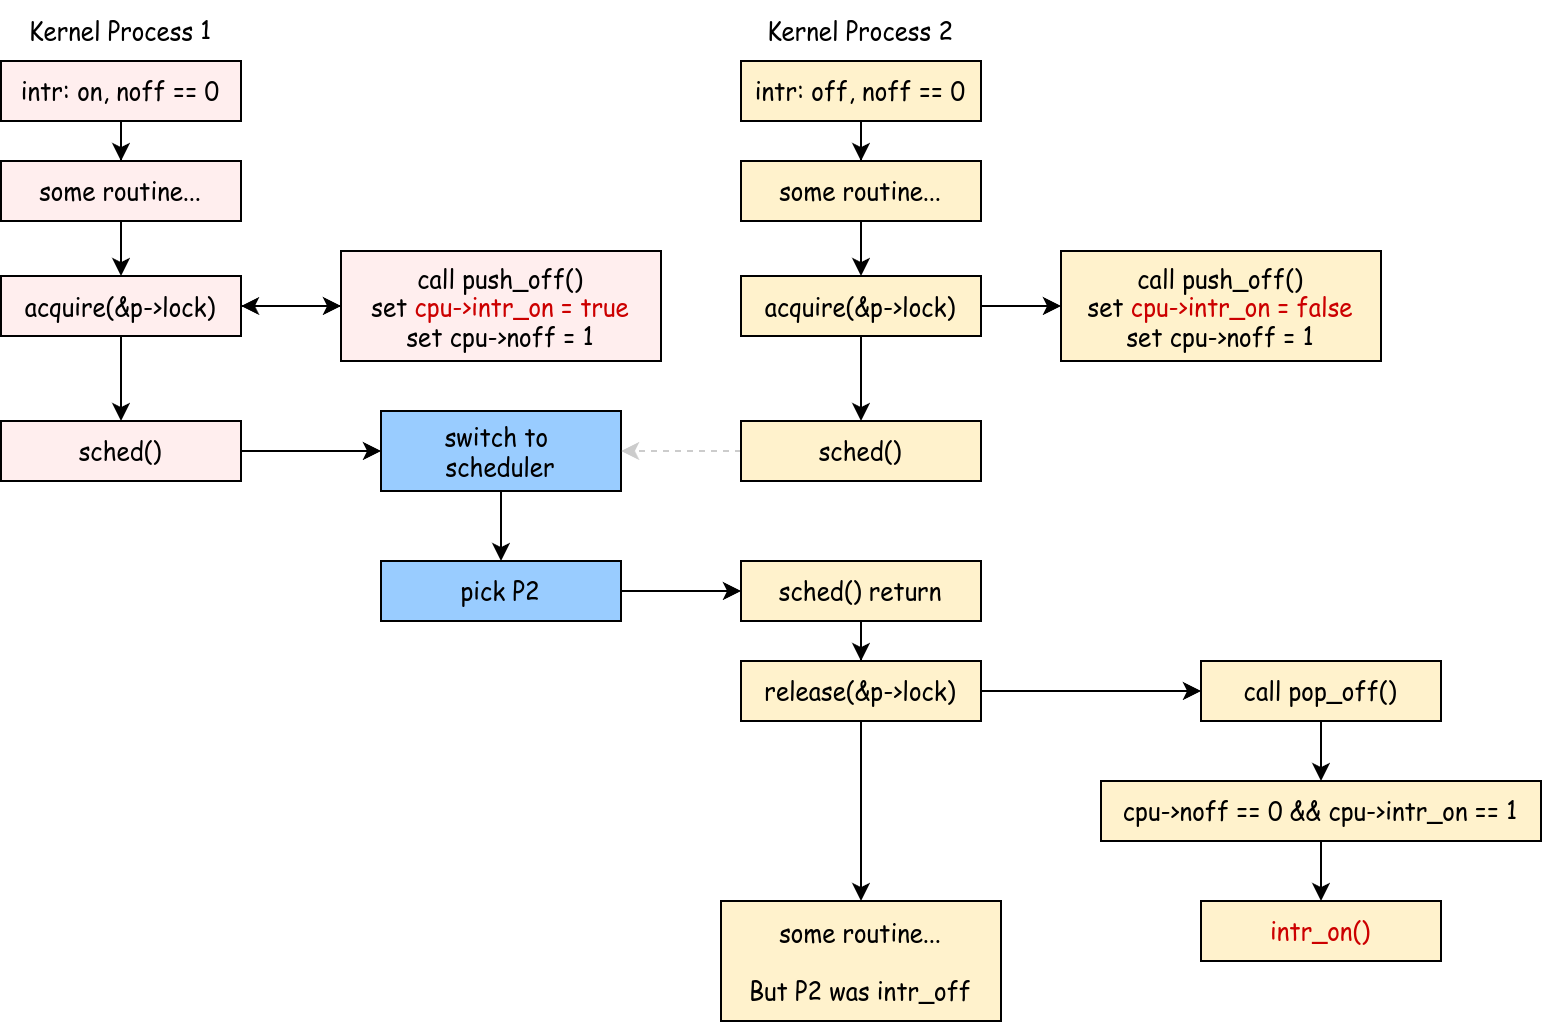 Kernel Process 1
Kernel Process 2
intr: on, noff == 0
intr: off, noff == 0
some routine...
some routine...
acquire(&p->lock)
call push_off()
set cpu->intr_on = true
set cpu->noff = 1
acquire(&p->lock)
call push_off()
set cpu->intr_on = false
set cpu->noff = 1
sched()
switch to
scheduler
sched()
pick P2
sched() return
release(&p->lock)
call pop_off()
cpu->noff == 0 && cpu->intr_on == 1
some routine...
But P2 was intr_off
intr_on()